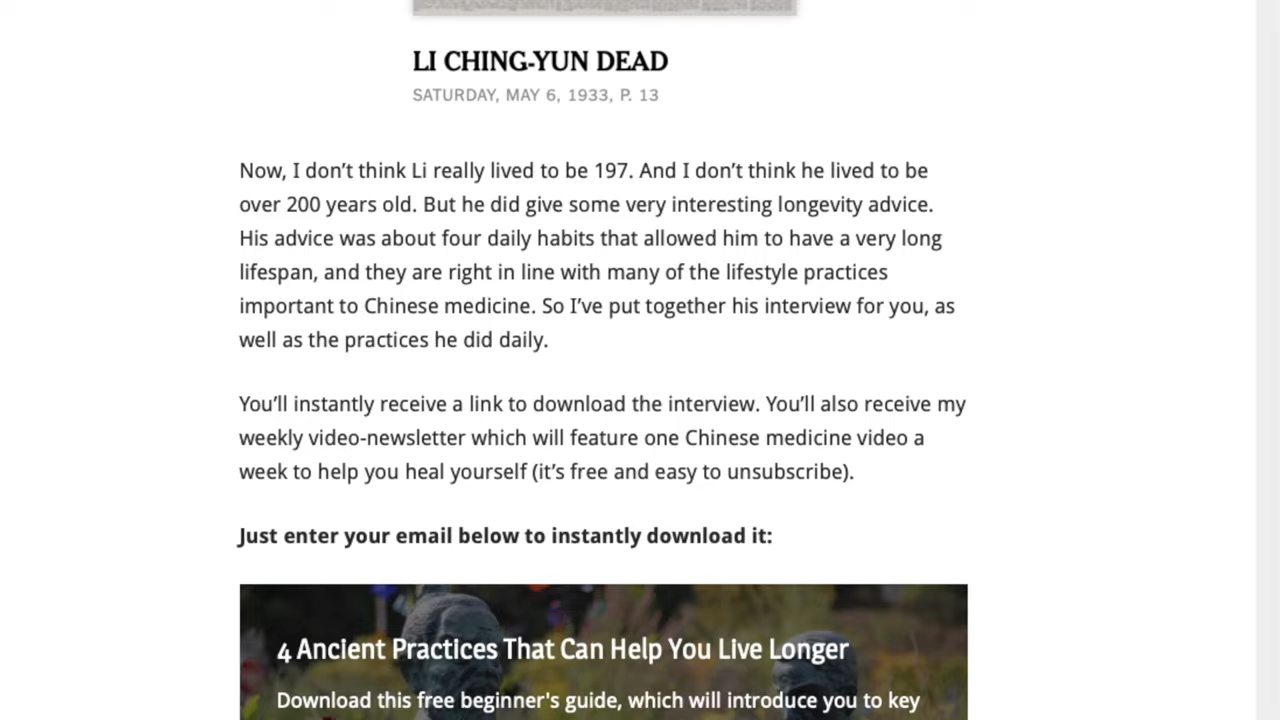 LI CHING-YUN DEAD
SATURDAY, MAY 6, 1933, P. 13
Now, I don’t think Li really lived to be 197. And I don’t think he lived to be
over 200 years old. But he did give some very interesting longevity advice.
His advice was about four daily habits that allowed him to have a very long
lifespan, and they are right in line with many of the lifestyle practices
important to Chinese medicine. So I’ve put together his interview for you, as
well as the practices he did daily.
You’ll instantly receive a link to download the interview. You’ll also receive my
weekly video-newsletter which will feature one Chinese medicine video a
week to help you heal yourself (it’s free and easy to unsubscribe).
Just enter your email below to instantly download it:
4 Ancient Practices That Can Help You Live Longer
Download this free beginner's guide, which will introduce you to key